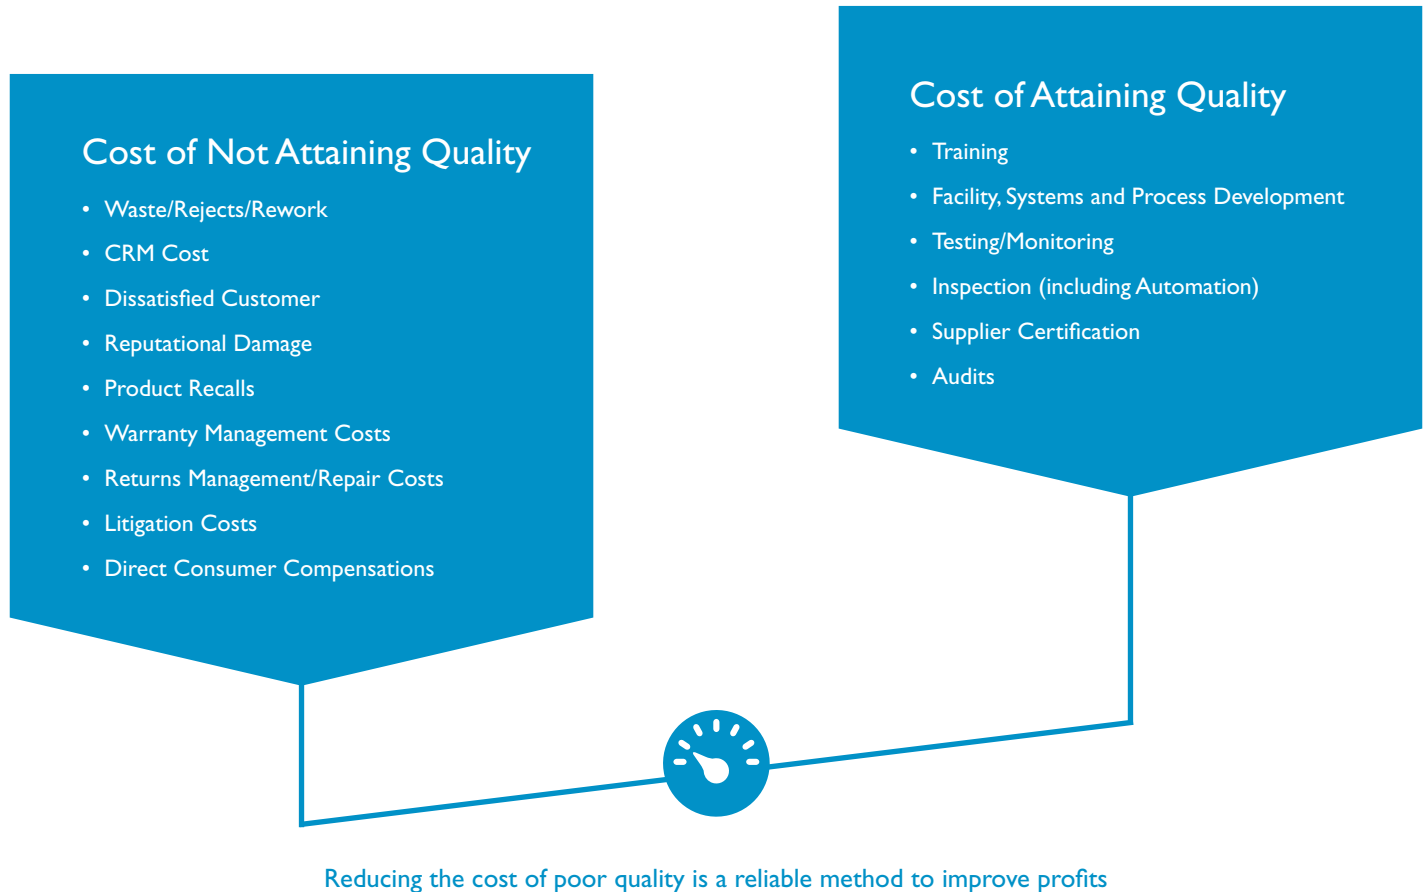 Cost of Not Attaining Quality
• Waste/Rejects/Rework
• CRM Cost
• Dissatisfied Customer
• Reputational Damage
• Product Recalls
• Warranty Management Costs
• Returns Management/Repair Costs
• Litigation Costs
• Direct Consumer Compensations
Cost of Attaining Quality
• Training
• Facility, Systems and Process Development
• Testing/Monitoring
• Inspection (including Automation)
• Supplier Certification
• Audits
Reducing the cost of poor quality is a reliable method to improve profits